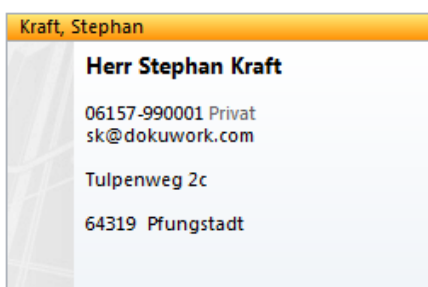 Kraft, Stephan
Herr Stephan Kraft
06157-990001 Privat
sk@dokuwork.com
Tulpenweg 2c
64319 Pfungstadt